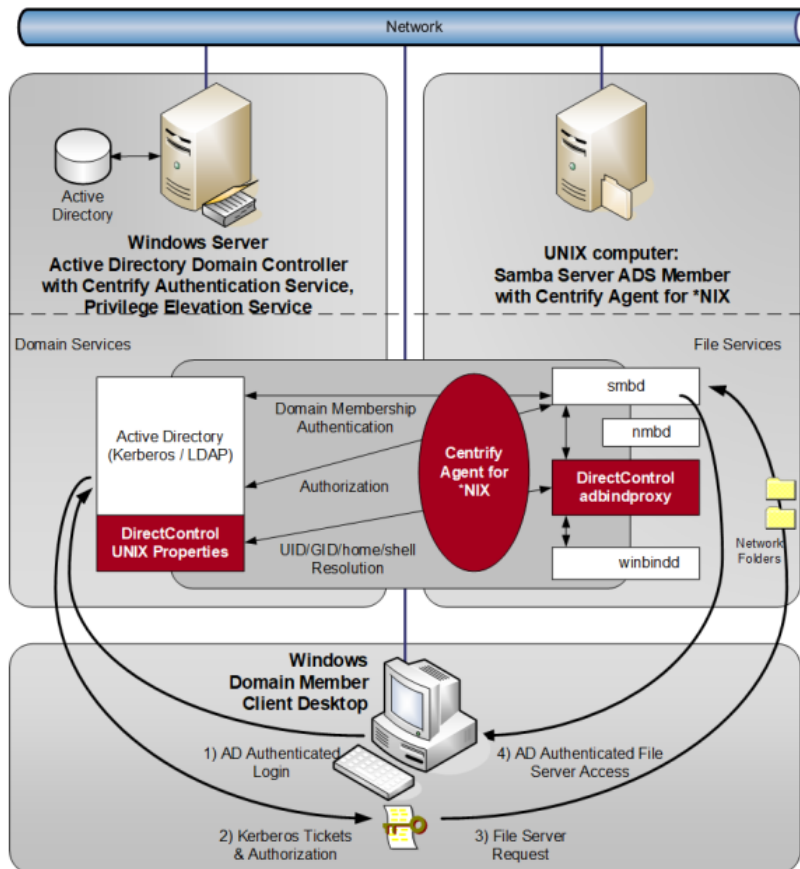 Network
Active
Directory
Windows Server
Active Directory Domain Controller
with Centrify Authentication Service,
Privilege Elevation Service
UNIX computer:
Samba Server ADS Member
with Centrify Agent for *NIX
Domain Services
File Services
Active Directory
(Kerberos / LDAP)
DirectControl
UNIX Properties
Domain Membership
Authentication
Authorization
UID/GID/home/shell
Resolution
Centrify
Agent for
*NIX
smbd
nmbd
DirectControl
adbindproxy
winbindd
Network
Folders
Windows
Domain Member
Client Desktop
1) AD Authenticated
Login
4) AD Authenticated File
Server Access
2) Kerberos Tickets
& Authorization
3) File Server
Request